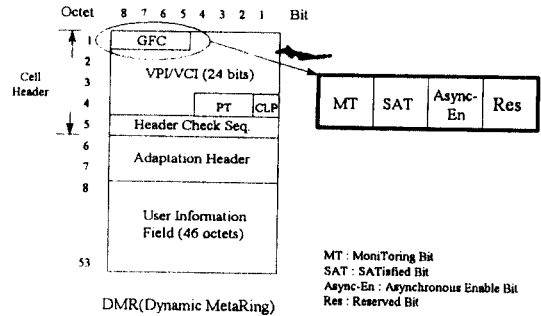 Octet 8 7 6 5 4 3 2 1 Bit
1 GFC
2
VPI/VCI (24 bits)
3
Cell
Header
4 PT CLP
5 Header Check Seq.
6
Adaptation Header
7
8
User Information
Field (46 octets)
53
MT SAT Async-
En Res
MT : MoniToring Bit
SAT : SATisfied Bit
Async-En : Asynchronous Enable Bit
Res : Reserved Bit
DMR(Dynamic MetaRing)